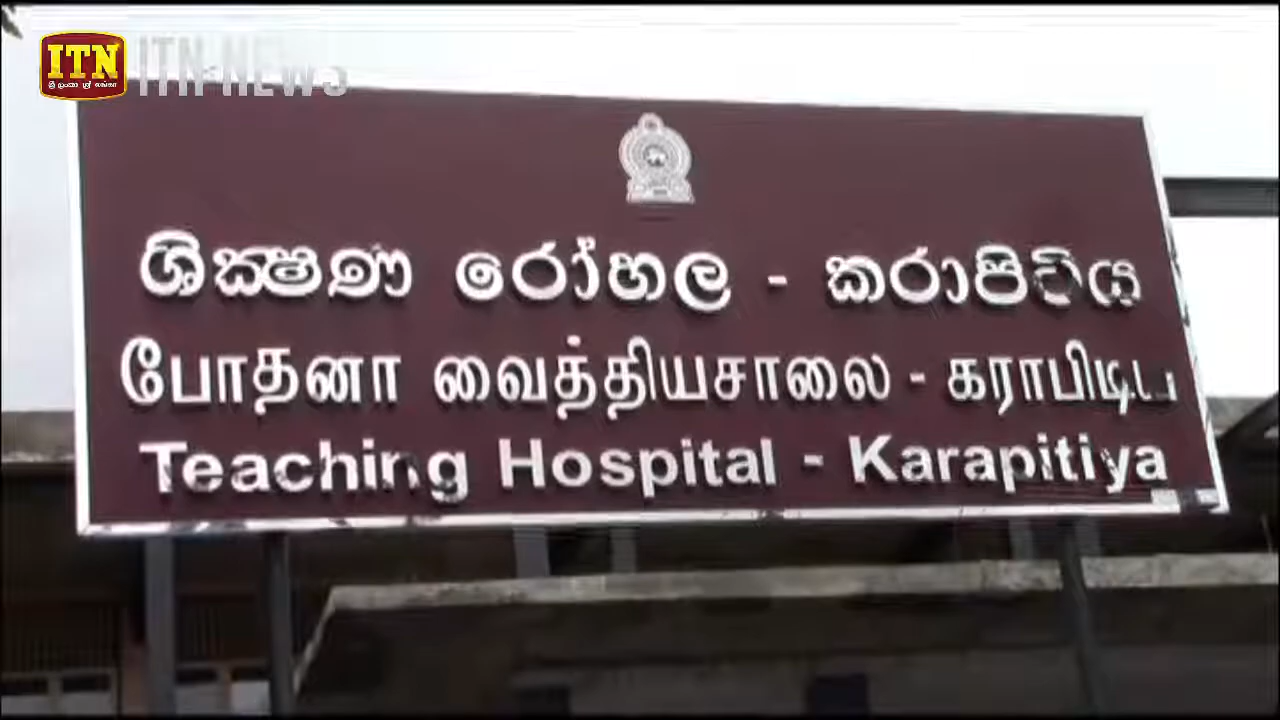 ITN
ITN NEWS
ශික්ෂණ රෝහල - කරාපිටිය
போதனா வைத்தியசாலை - கராபிடிய
Teaching Hospital - Karapitiya